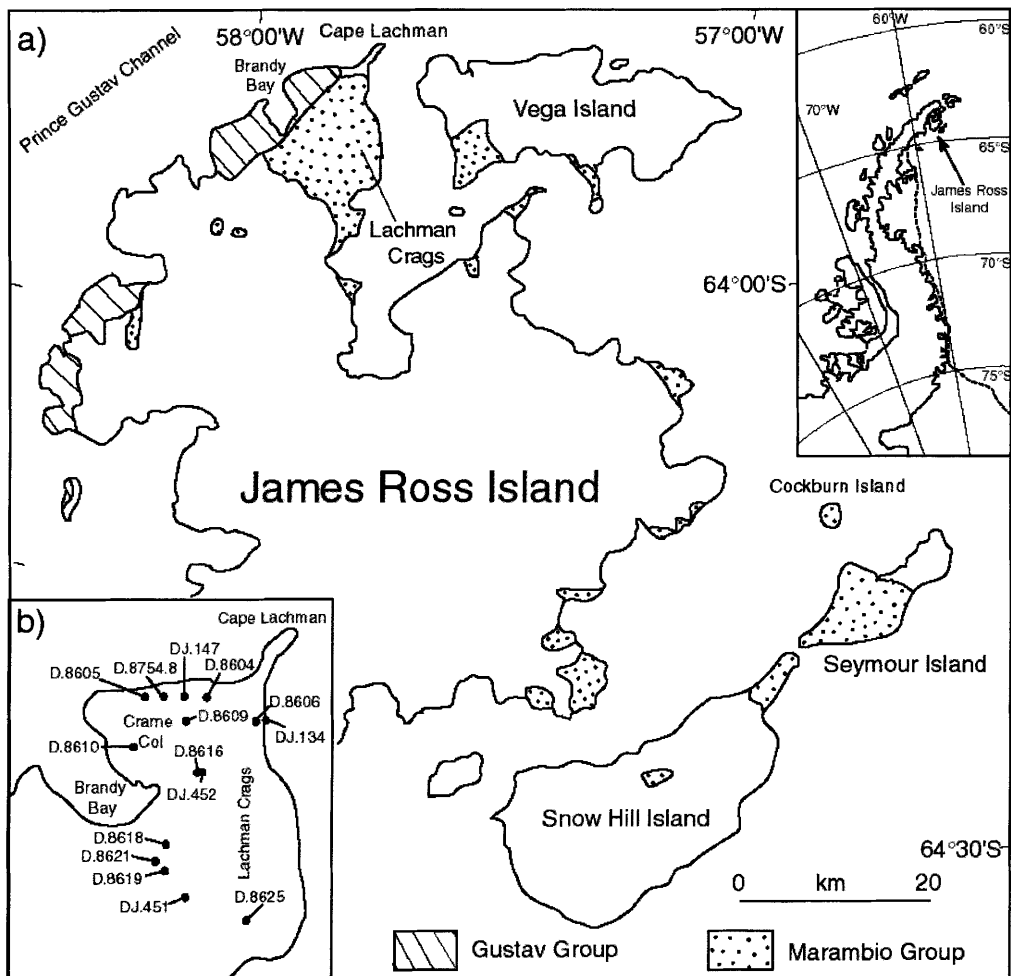 a)
Prince Gustav Channel
58°00'W
Cape Lachman
Brandy
Bay
57°00'W
Vega Island
Lachman
Crags
64°00'S
60°W
60°S
70°W
65°S
James Ross
Island
70°S
75°S
James Ross Island
Cockburn Island
Seymour Island
Snow Hill Island
64°30'S
0 km 20
b)
Cape Lachman
DJ.147
D.8754.8
D.8604
D.8605
D.8606
Crame
Col
D.8609
DJ.134
D.8610
D.8616
DJ.452
Brandy
Bay
Lachman Crags
D.8618
D.8621
D.8619
DJ.451
D.8625
Gustav Group
Marambio Group